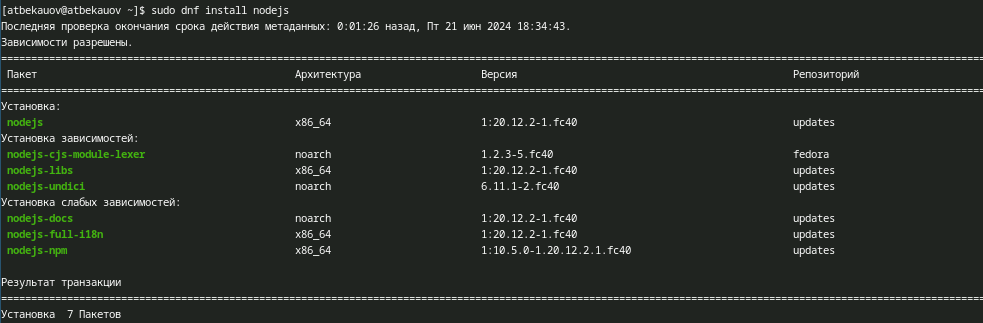 [atbekauov@atbekauov ~]$ sudo dnf install nodejs
Последняя проверка окончания срока действия метаданных: 0:01:26 назад, Пт 21 июн 2024 18:34:43.
Зависимости разрешены.
Пакет Архитектура Версия Репозиторий
Установка:
nodejs x86_64 1:20.12.2-1.fc40 updates
Установка зависимостей:
nodejs-cjs-module-lexer noarch 1.2.3-5.fc40 fedora
nodejs-libs x86_64 1:20.12.2-1.fc40 updates
nodejs-undici noarch 6.11.1-2.fc40 updates
Установка слабых зависимостей:
nodejs-docs noarch 1:20.12.2-1.fc40 updates
nodejs-full-i18n x86_64 1:20.12.2-1.fc40 updates
nodejs-npm x86_64 1:10.5.0-1.20.12.2.1.fc40 updates
Результат транзакции
Установка 7 Пакетов